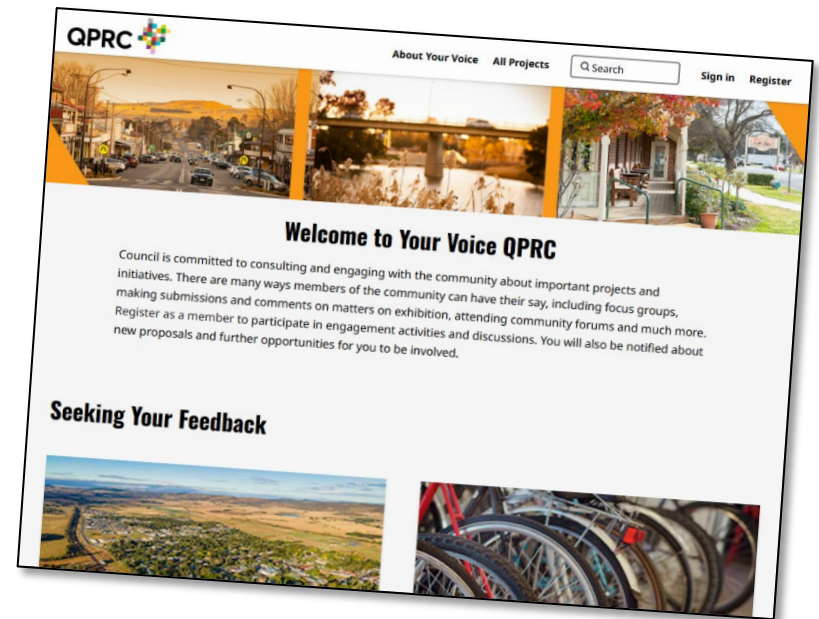 QPRC
About Your Voice All Projects Search Sign in Register
Welcome to Your Voice QPRC
Council is committed to consulting and engaging with the community about important projects and
initiatives. There are many ways members of the community can have their say, including focus groups,
making submissions and comments on matters on exhibition, attending community forums and much more.
Register as a member to participate in engagement activities and discussions. You will also be notified about
new proposals and further opportunities for you to be involved.
Seeking Your Feedback